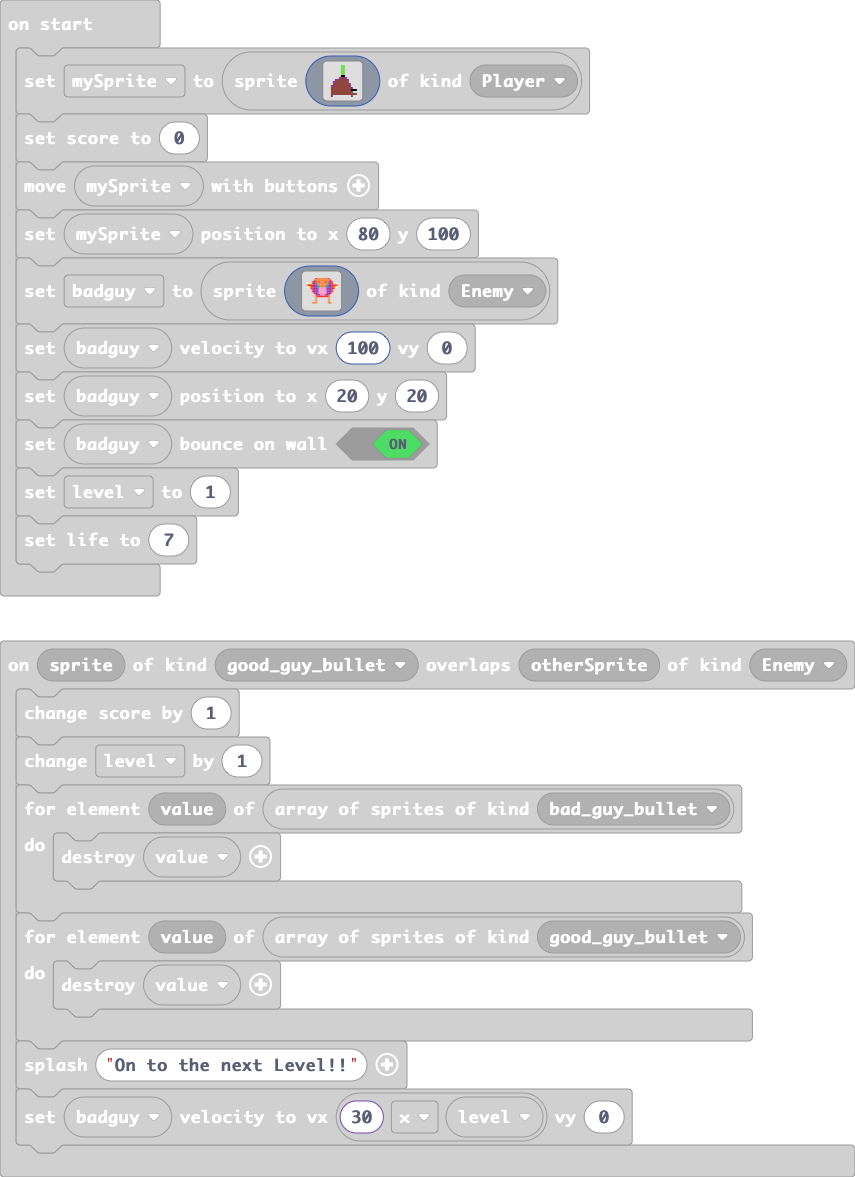 on start
set mySprite to sprite of kind Player
set score to 0
move mySprite with buttons
set mySprite position to x 80 y 100
set badguy to sprite of kind Enemy
set badguy velocity to vx 100 vy 0
set badguy position to x 20 y 20
set badguy bounce on wall ON
set level to 1
set life to 7
on sprite of kind good_guy_bullet overlaps otherSprite of kind Enemy
change score by 1
change level by 1
for element value of array of sprites of kind bad_guy_bullet
do
destroy value
for element value of array of sprites of kind good_guy_bullet
do
destroy value
splash "On to the next Level!!"
set badguy velocity to vx 30 x level vy 0